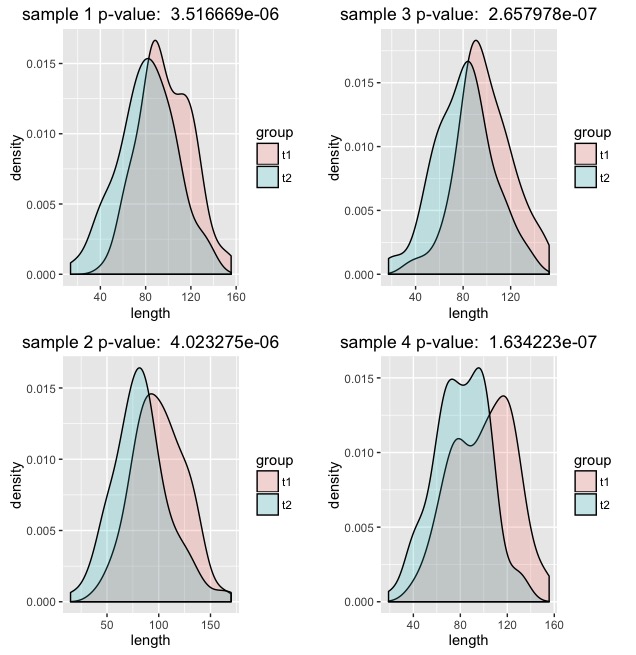 sample 1 p-value:  3.516669e-06
0.015
0.010
0.005
0.000
density
40 80 120 160
length
group
t1
t2
sample 3 p-value:  2.657978e-07
0.015
0.010
0.005
0.000
density
40 80 120
length
group
t1
t2
sample 2 p-value:  4.023275e-06
0.015
0.010
0.005
0.000
density
50 100 150
length
group
t1
t2
sample 4 p-value:  1.634223e-07
0.015
0.010
0.005
0.000
density
40 80 120 160
length
group
t1
t2